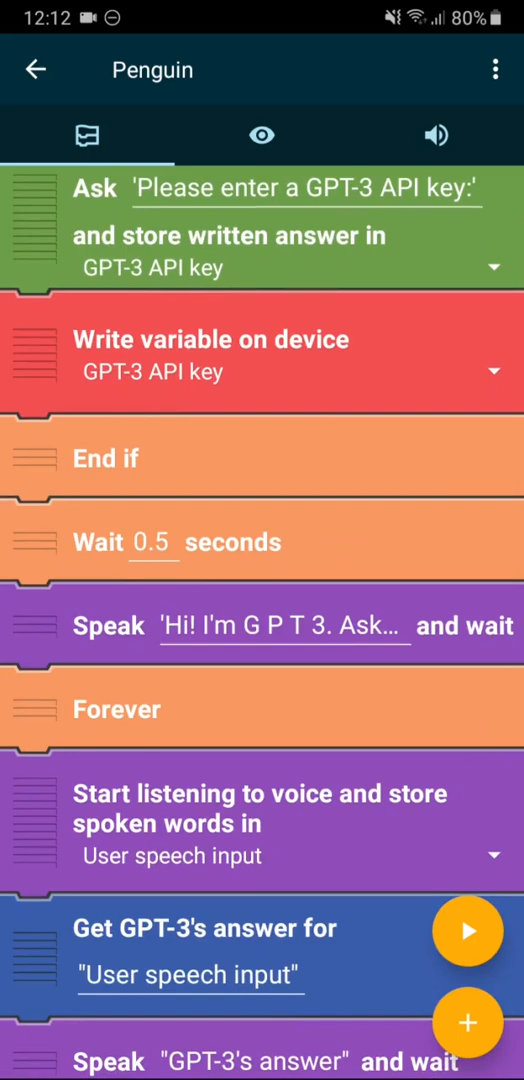 12:12 80%
Penguin
Ask 'Please enter a GPT-3 API key:'
and store written answer in
GPT-3 API key
Write variable on device
GPT-3 API key
End if
Wait 0.5 seconds
Speak 'Hi! I'm G P T 3. Ask... and wait
Forever
Start listening to voice and store
spoken words in
User speech input
Get GPT-3's answer for
"User speech input"
Speak "GPT-3's answer" and wait